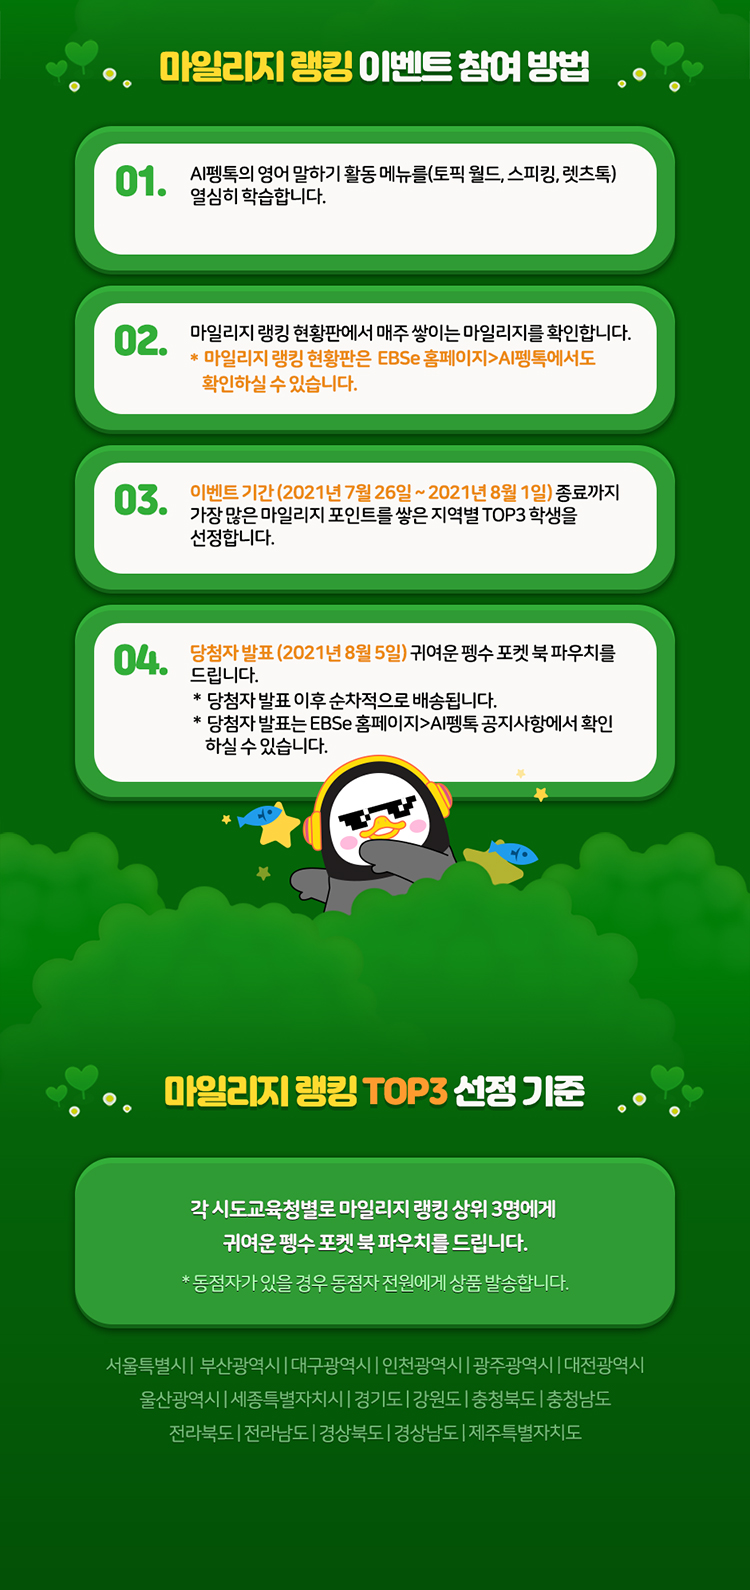 마일리지 랭킹 이벤트 참여 방법
01. AI펭톡의 영어 말하기 활동 메뉴를(토픽 월드, 스피킹, 렛츠톡)
열심히 학습합니다.
02. 마일리지 랭킹 현황판에서 매주 쌓이는 마일리지를 확인합니다.
* 마일리지 랭킹 현황판은 EBSe 홈페이지>AI펭톡에서도
확인하실 수 있습니다.
03. 이벤트 기간 (2021년 7월 26일 ~ 2021년 8월 1일) 종료까지
가장 많은 마일리지 포인트를 쌓은 지역별 TOP3 학생을
선정합니다.
04. 당첨자 발표 (2021년 8월 5일) 귀여운 펭수 포켓 북 파우치를
드립니다.
* 당첨자 발표 이후 순차적으로 배송됩니다.
* 당첨자 발표는 EBSe 홈페이지>AI펭톡 공지사항에서 확인
하실 수 있습니다.
마일리지 랭킹 TOP3 선정 기준
각 시도교육청별로 마일리지 랭킹 상위 3명에게
귀여운 펭수 포켓 북 파우치를 드립니다.
* 동점자가 있을 경우 동점자 전원에게 상품 발송합니다.
서울특별시 | 부산광역시 | 대구광역시 | 인천광역시 | 광주광역시 | 대전광역시
울산광역시 | 세종특별자치시 | 경기도 | 강원도 | 충청북도 | 충청남도
전라북도 | 전라남도 | 경상북도 | 경상남도 | 제주특별자치도